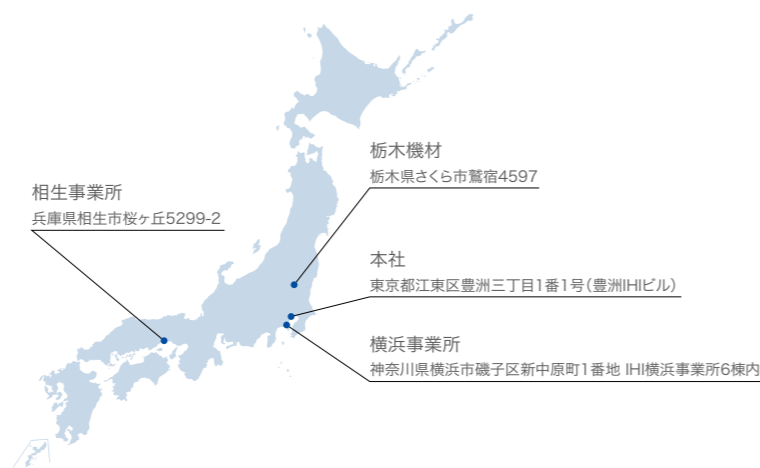 栃木機材
栃木県さくら市鷲宿4597
相生事業所
兵庫県相生市桜ヶ丘5299-2
本社
東京都江東区豊洲三丁目1番1号(豊洲IHIビル)
横浜事業所
神奈川県横浜市磯子区新中原町1番地 IHI横浜事業所6棟内